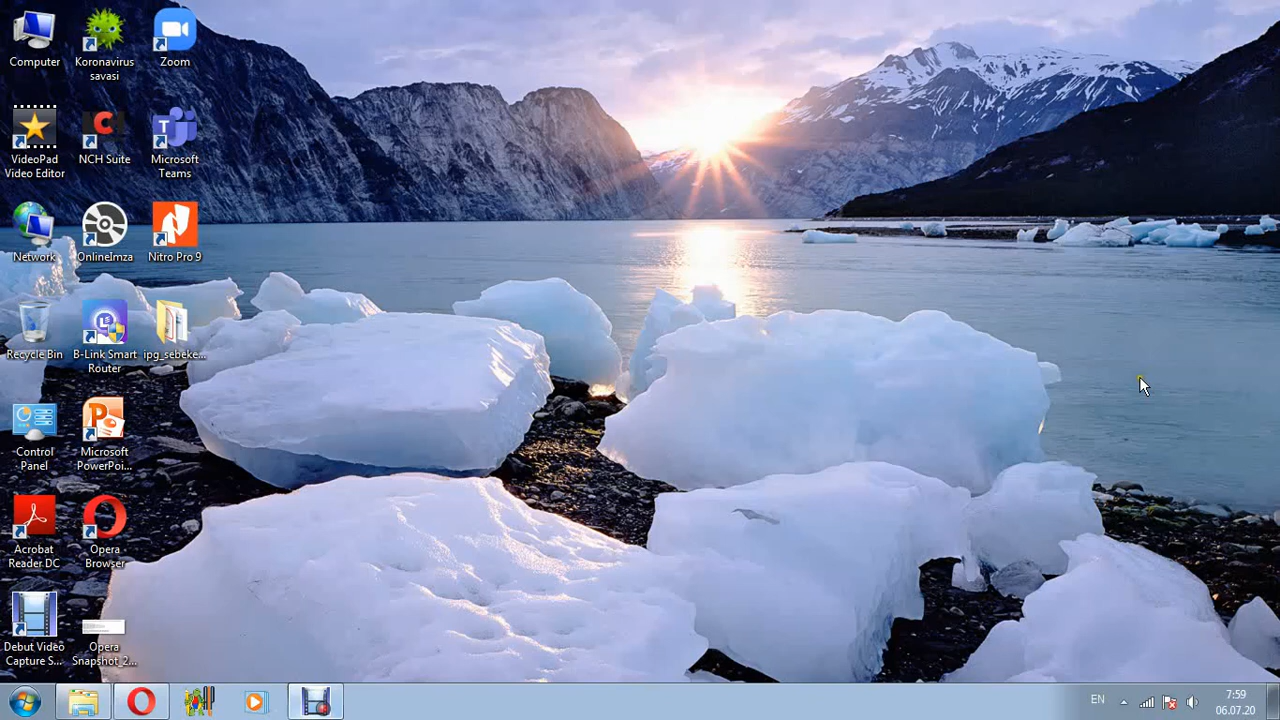 Computer
Koronavirus
savasi
Zoom
VideoPad
Video Editor
NCH Suite
Microsoft
Teams
Network
OnlineImza
Nitro Pro 9
Recycle Bin
B-Link Smart
Router
ipg_sebeke...
Control
Panel
Microsoft
PowerPoi...
Acrobat
Reader DC
Opera
Browser
Debut Video
Capture S...
Opera
Snapshot_2...
EN
7:59
06.07.20